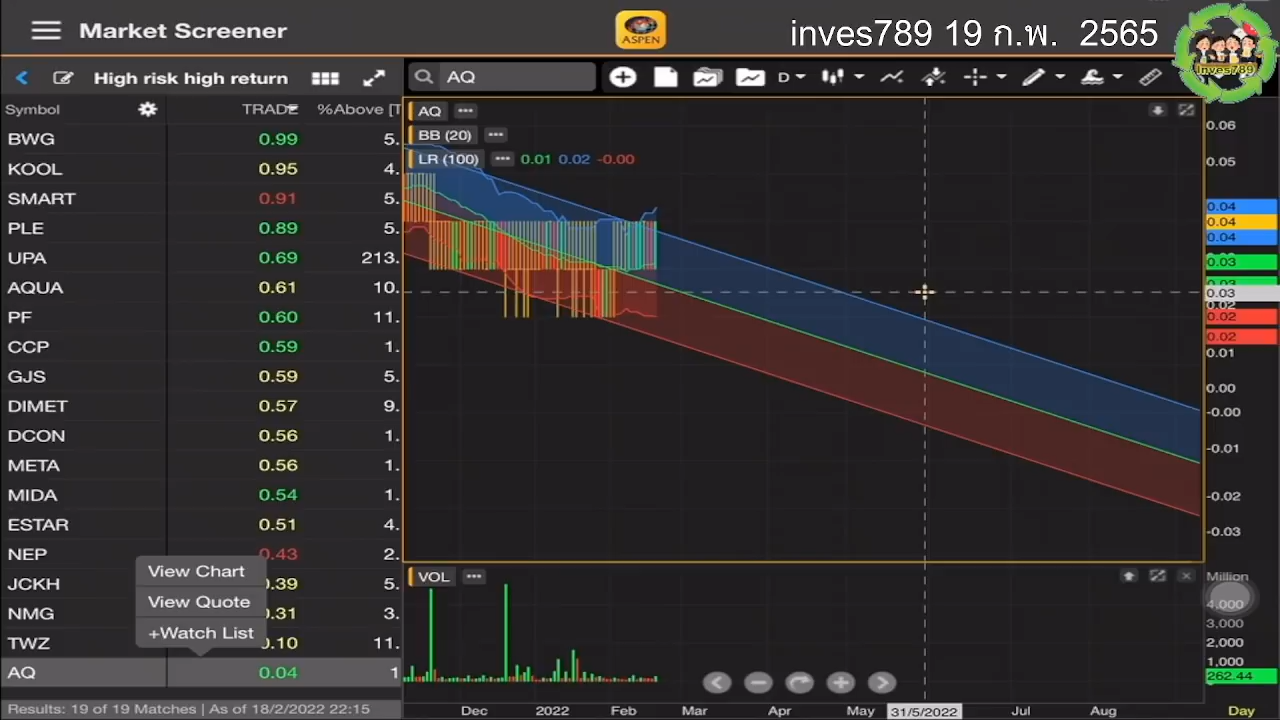 Market Screener
ASPEN
inves789 19 ก.พ. 2565
Inves789
High risk high return
AQ
D
Symbol TRADE %Above [T
BWG 0.99 5.
KOOL 0.95 4.
SMART 0.91 5.
PLE 0.89 5.
UPA 0.69 213.
AQUA 0.61 10.
PF 0.60 11.
CCP 0.59 1.
GJS 0.59 5.
DIMET 0.57 9.
DCON 0.56 1.
META 0.56 1.
MIDA 0.54 1.
ESTAR 0.51 4.
NEP 0.43 2.
JCKH 0.39 5.
NMG 0.31 3.
TWZ 0.10 11.
AQ 0.04 1
View Chart
View Quote
+Watch List
Results: 19 of 19 Matches | As of 18/2/2022 22:15
AQ
BB (20)
LR (100) 0.01 0.02 -0.00
0.06
0.05
0.04
0.04
0.04
0.03
0.03
0.02
0.02
0.02
0.01
0.00
-0.00
-0.01
-0.02
-0.03
VOL
Million
4,000
3,000
2,000
1,000
262.44
Dec 2022 Feb Mar Apr May 31/5/2022 Jul Aug Day